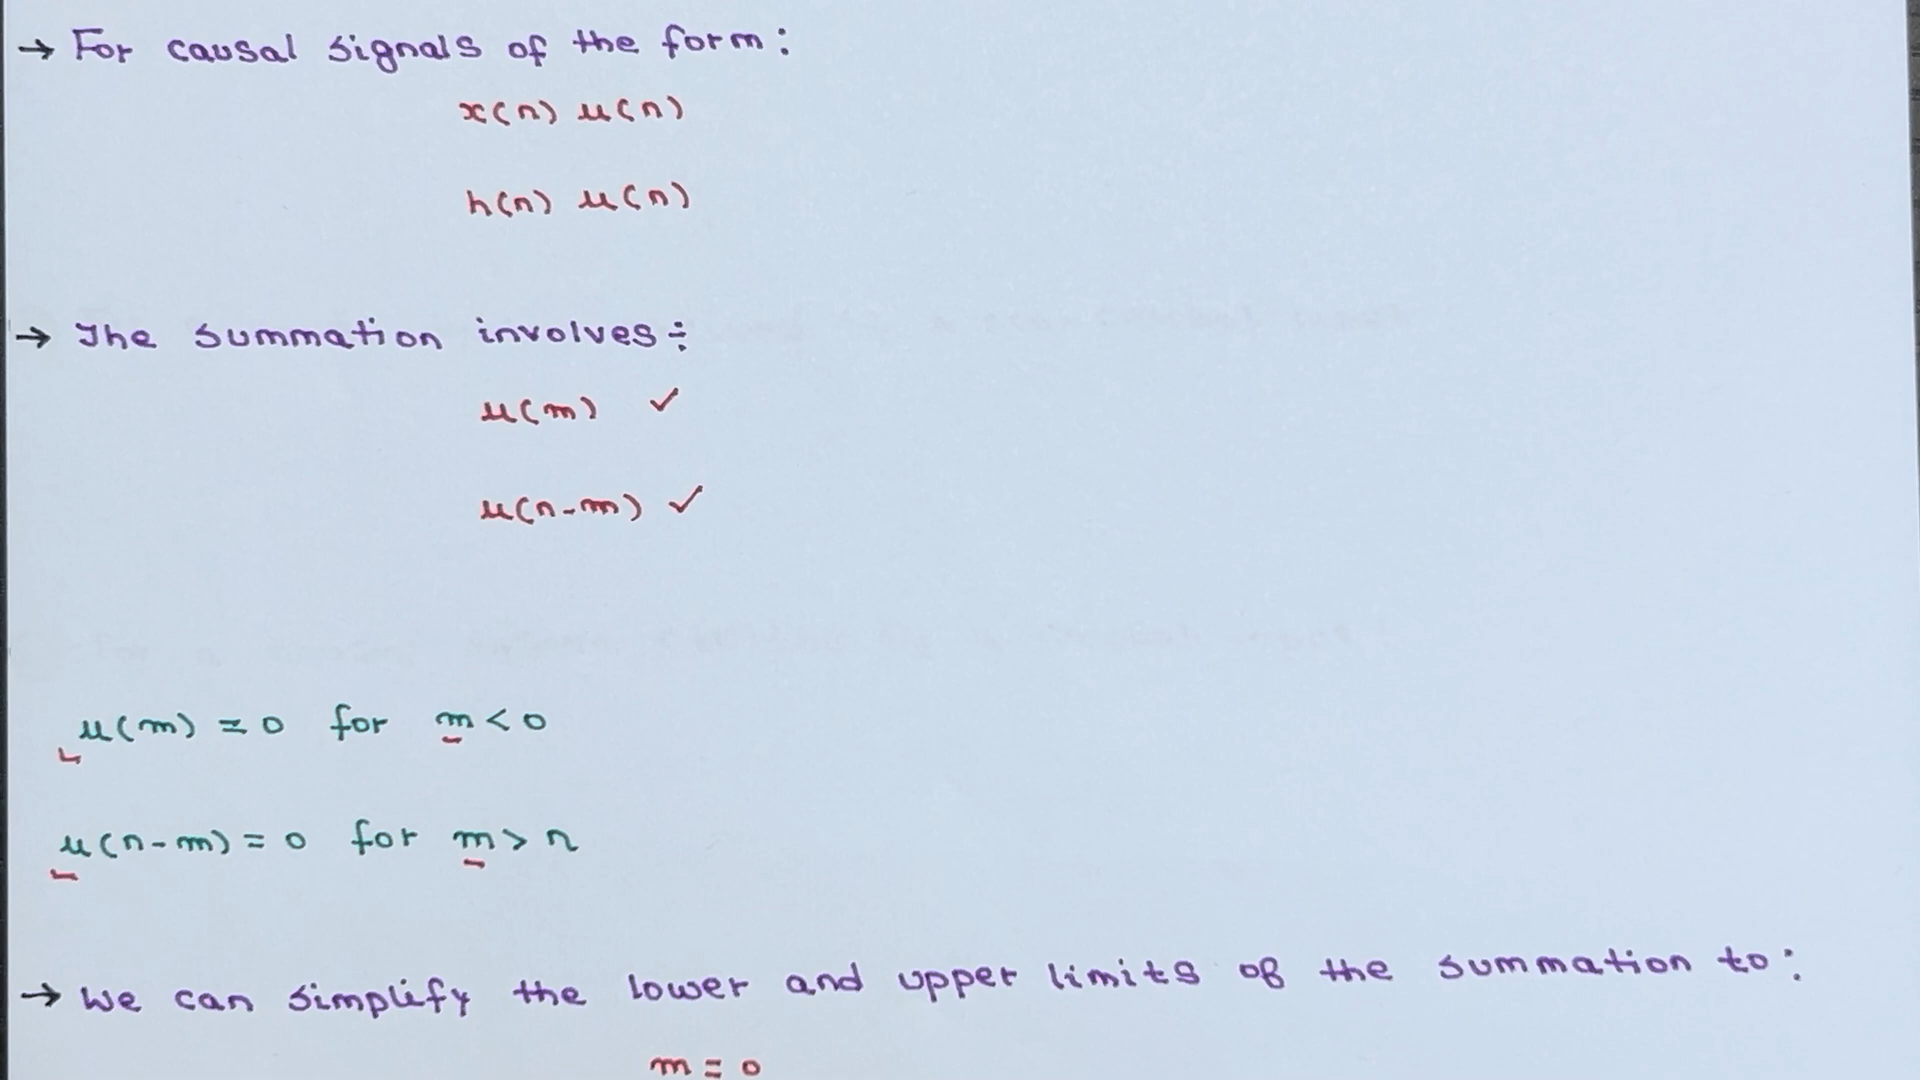 → For causal signals of the form:
x(n) u(n)
h(n) u(n)
→ The summation involves:
u(m) ✓
u(n-m) ✓
u(m) = 0 for m < 0
u(n-m) = 0 for m > n
→ We can simplify the lower and upper limits of the summation to:
m = 0